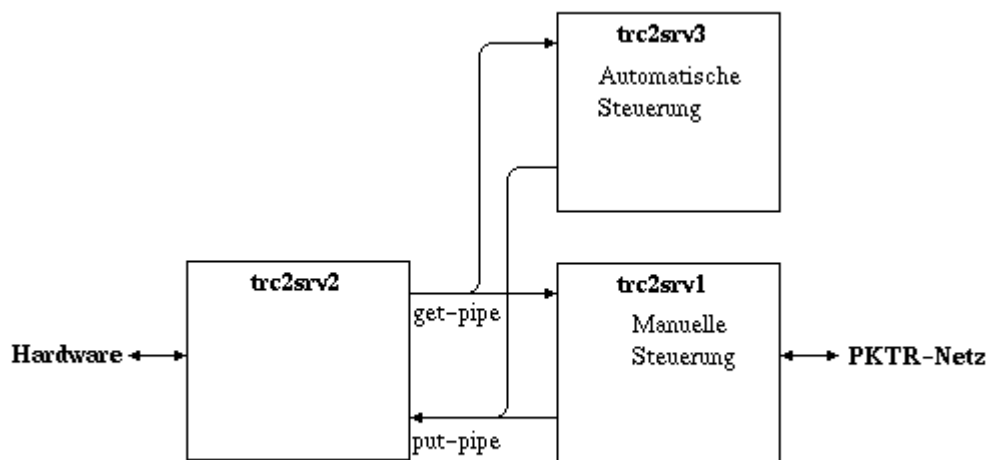 trc2srv3
Automatische
Steuerung
trc2srv2
trc2srv1
get-pipe
Manuelle
Steuerung
Hardware
PKTR-Netz
put-pipe